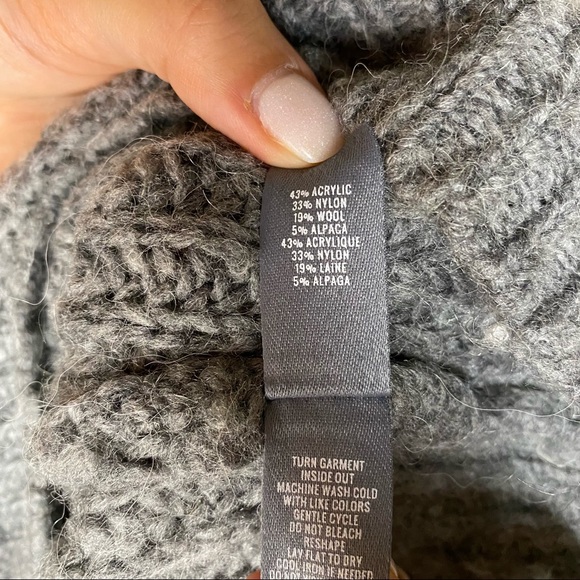 43% ACRYLIC
33% NYLON
19% WOOL
5% ALPACA
43% ACRYLIQUE
33% NYLON
19% LAINE
5% ALPAGA
TURN GARMENT
INSIDE OUT
MACHINE WASH COLD
WITH LIKE COLORS
GENTLE CYCLE
DO NOT BLEACH
RESHAPE
LAY FLAT TO DRY
COOL IRON IF NEEDED
DO NOT